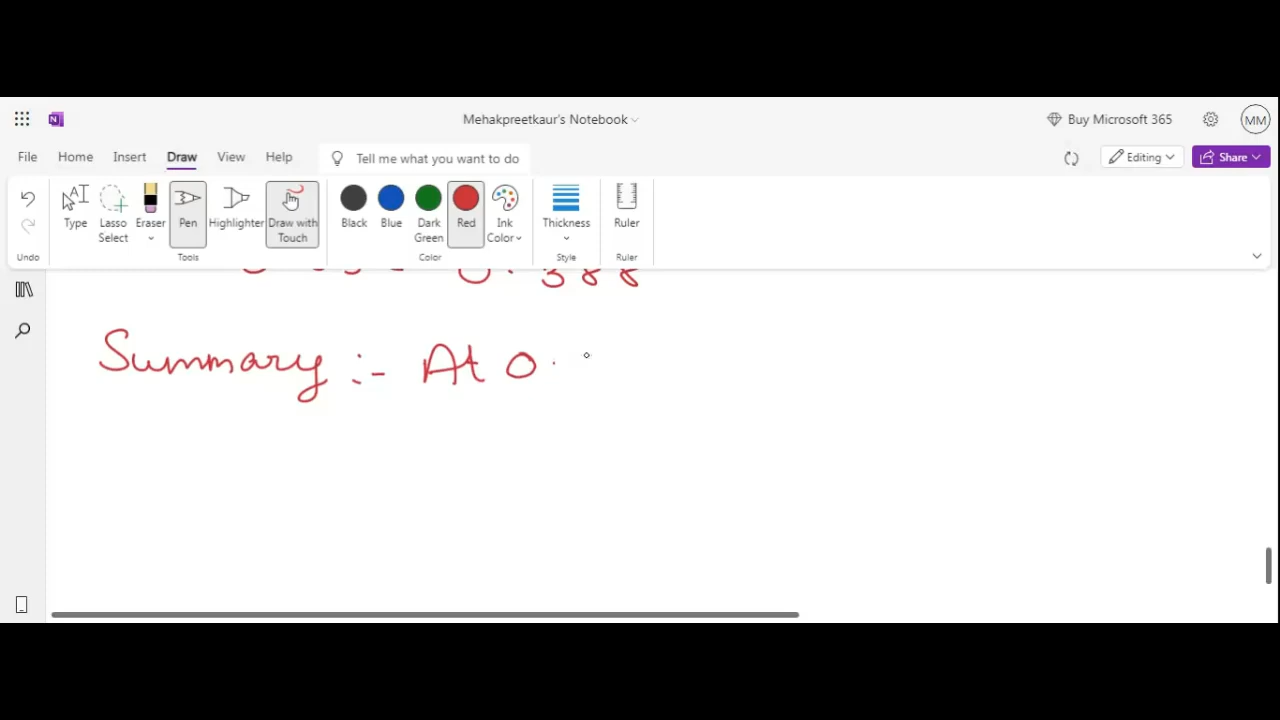 Mehakpreetkaur's Notebook
Buy Microsoft 365
MM
File Home Insert Draw View Help Tell me what you want to do
Editing Share
Type Lasso Select Eraser Pen Highlighter Draw with Touch
Black Blue Dark Green Red Ink Color
Thickness Ruler
Undo Tools Color Style Ruler
Summary :- At 0.